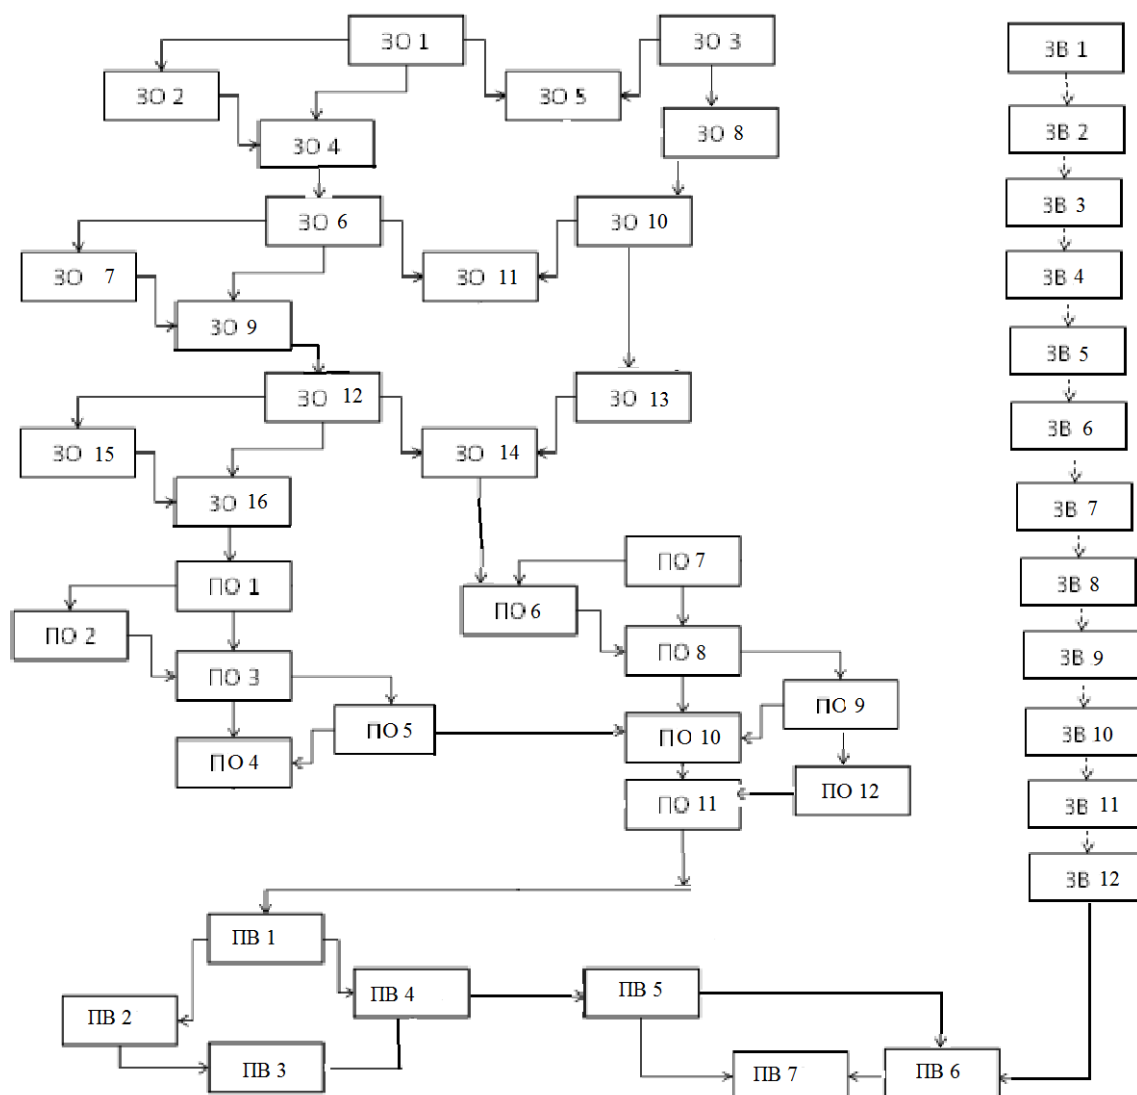 ЗО 1
ЗО 3
ЗВ 1
ЗО 2
ЗО 5
ЗО 4
ЗО 8
ЗВ 2
ЗО 6
ЗО 10
ЗВ 3
ЗО 7
ЗО 11
ЗВ 4
ЗО 9
ЗВ 5
ЗО 12
ЗО 13
ЗВ 6
ЗО 15
ЗО 14
ЗО 16
ЗВ 7
ПО 1
ПО 7
ЗВ 8
ПО 2
ПО 6
ПО 3
ПО 8
ЗВ 9
ПО 9
ПО 4
ПО 5
ПО 10
ЗВ 10
ПО 11
ПО 12
ЗВ 11
ЗВ 12
ПВ 1
ПВ 4
ПВ 5
ПВ 2
ПВ 3
ПВ 7
ПВ 6